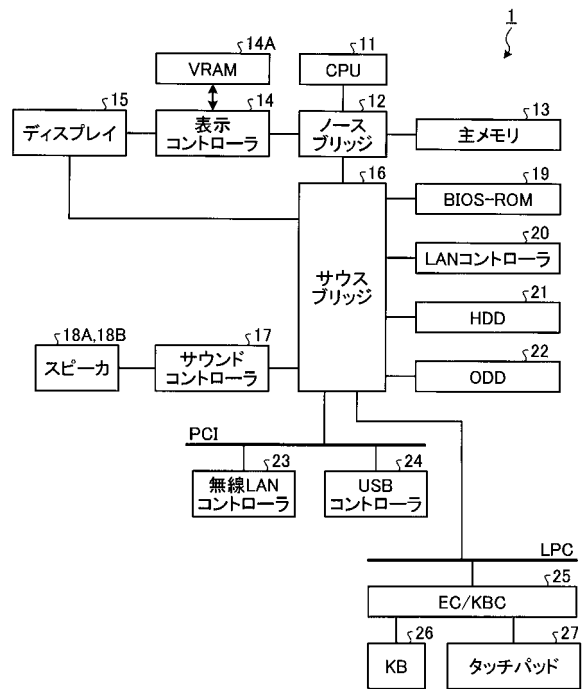 1
14A
VRAM
11
CPU
15
ディスプレイ
14
表示
コントローラ
12
ノース
ブリッジ
13
主メモリ
16
サウス
ブリッジ
19
BIOS-ROM
20
LANコントローラ
21
HDD
22
ODD
18A,18B
スピーカ
17
サウンド
コントローラ
PCI
23
無線LAN
コントローラ
24
USB
コントローラ
LPC
25
EC/KBC
26
KB
27
タッチパッド